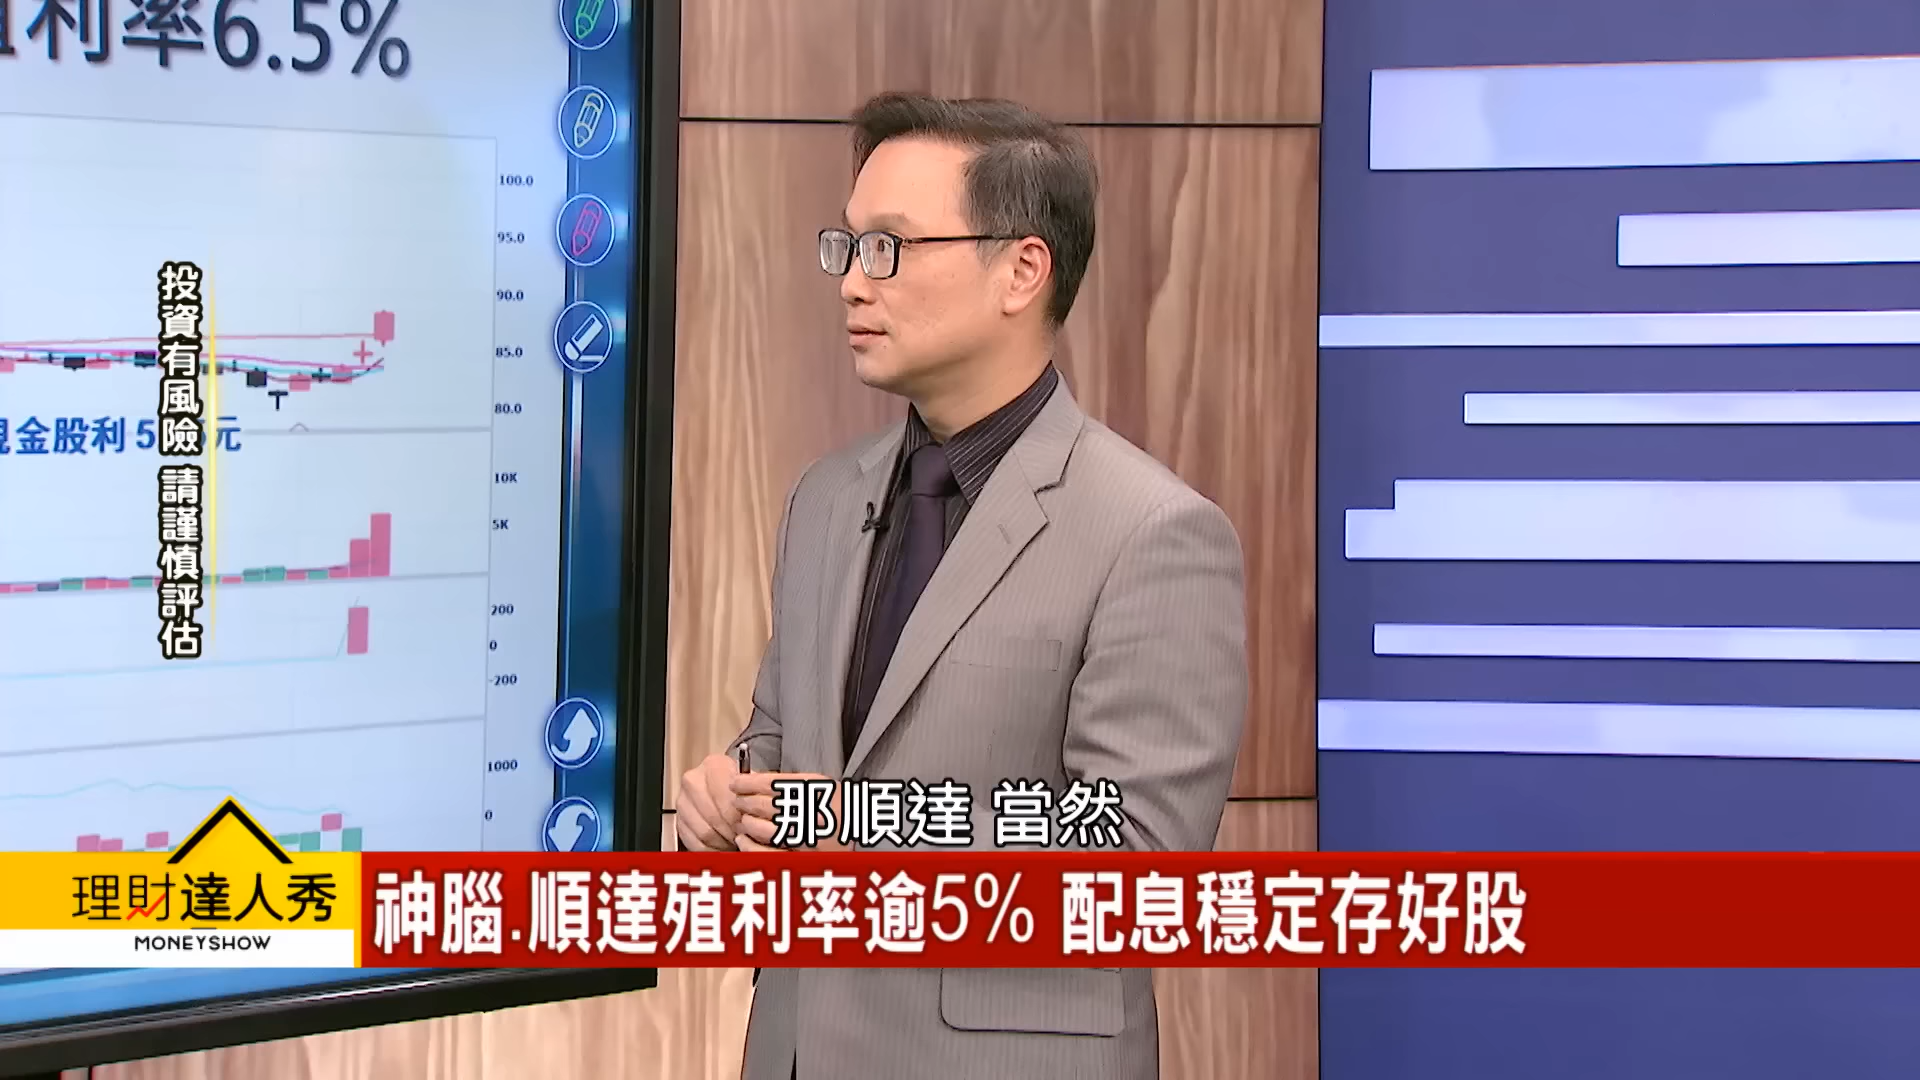 利率6.5%
100.0
95.0
90.0
85.0
80.0
金股利 5 元
10K
5K
200
0
-200
1000
0
投資有風險 請謹慎評估
那順達 當然
理財達人秀
MONEYSHOW
神腦.順達殖利率逾5% 配息穩定存好股